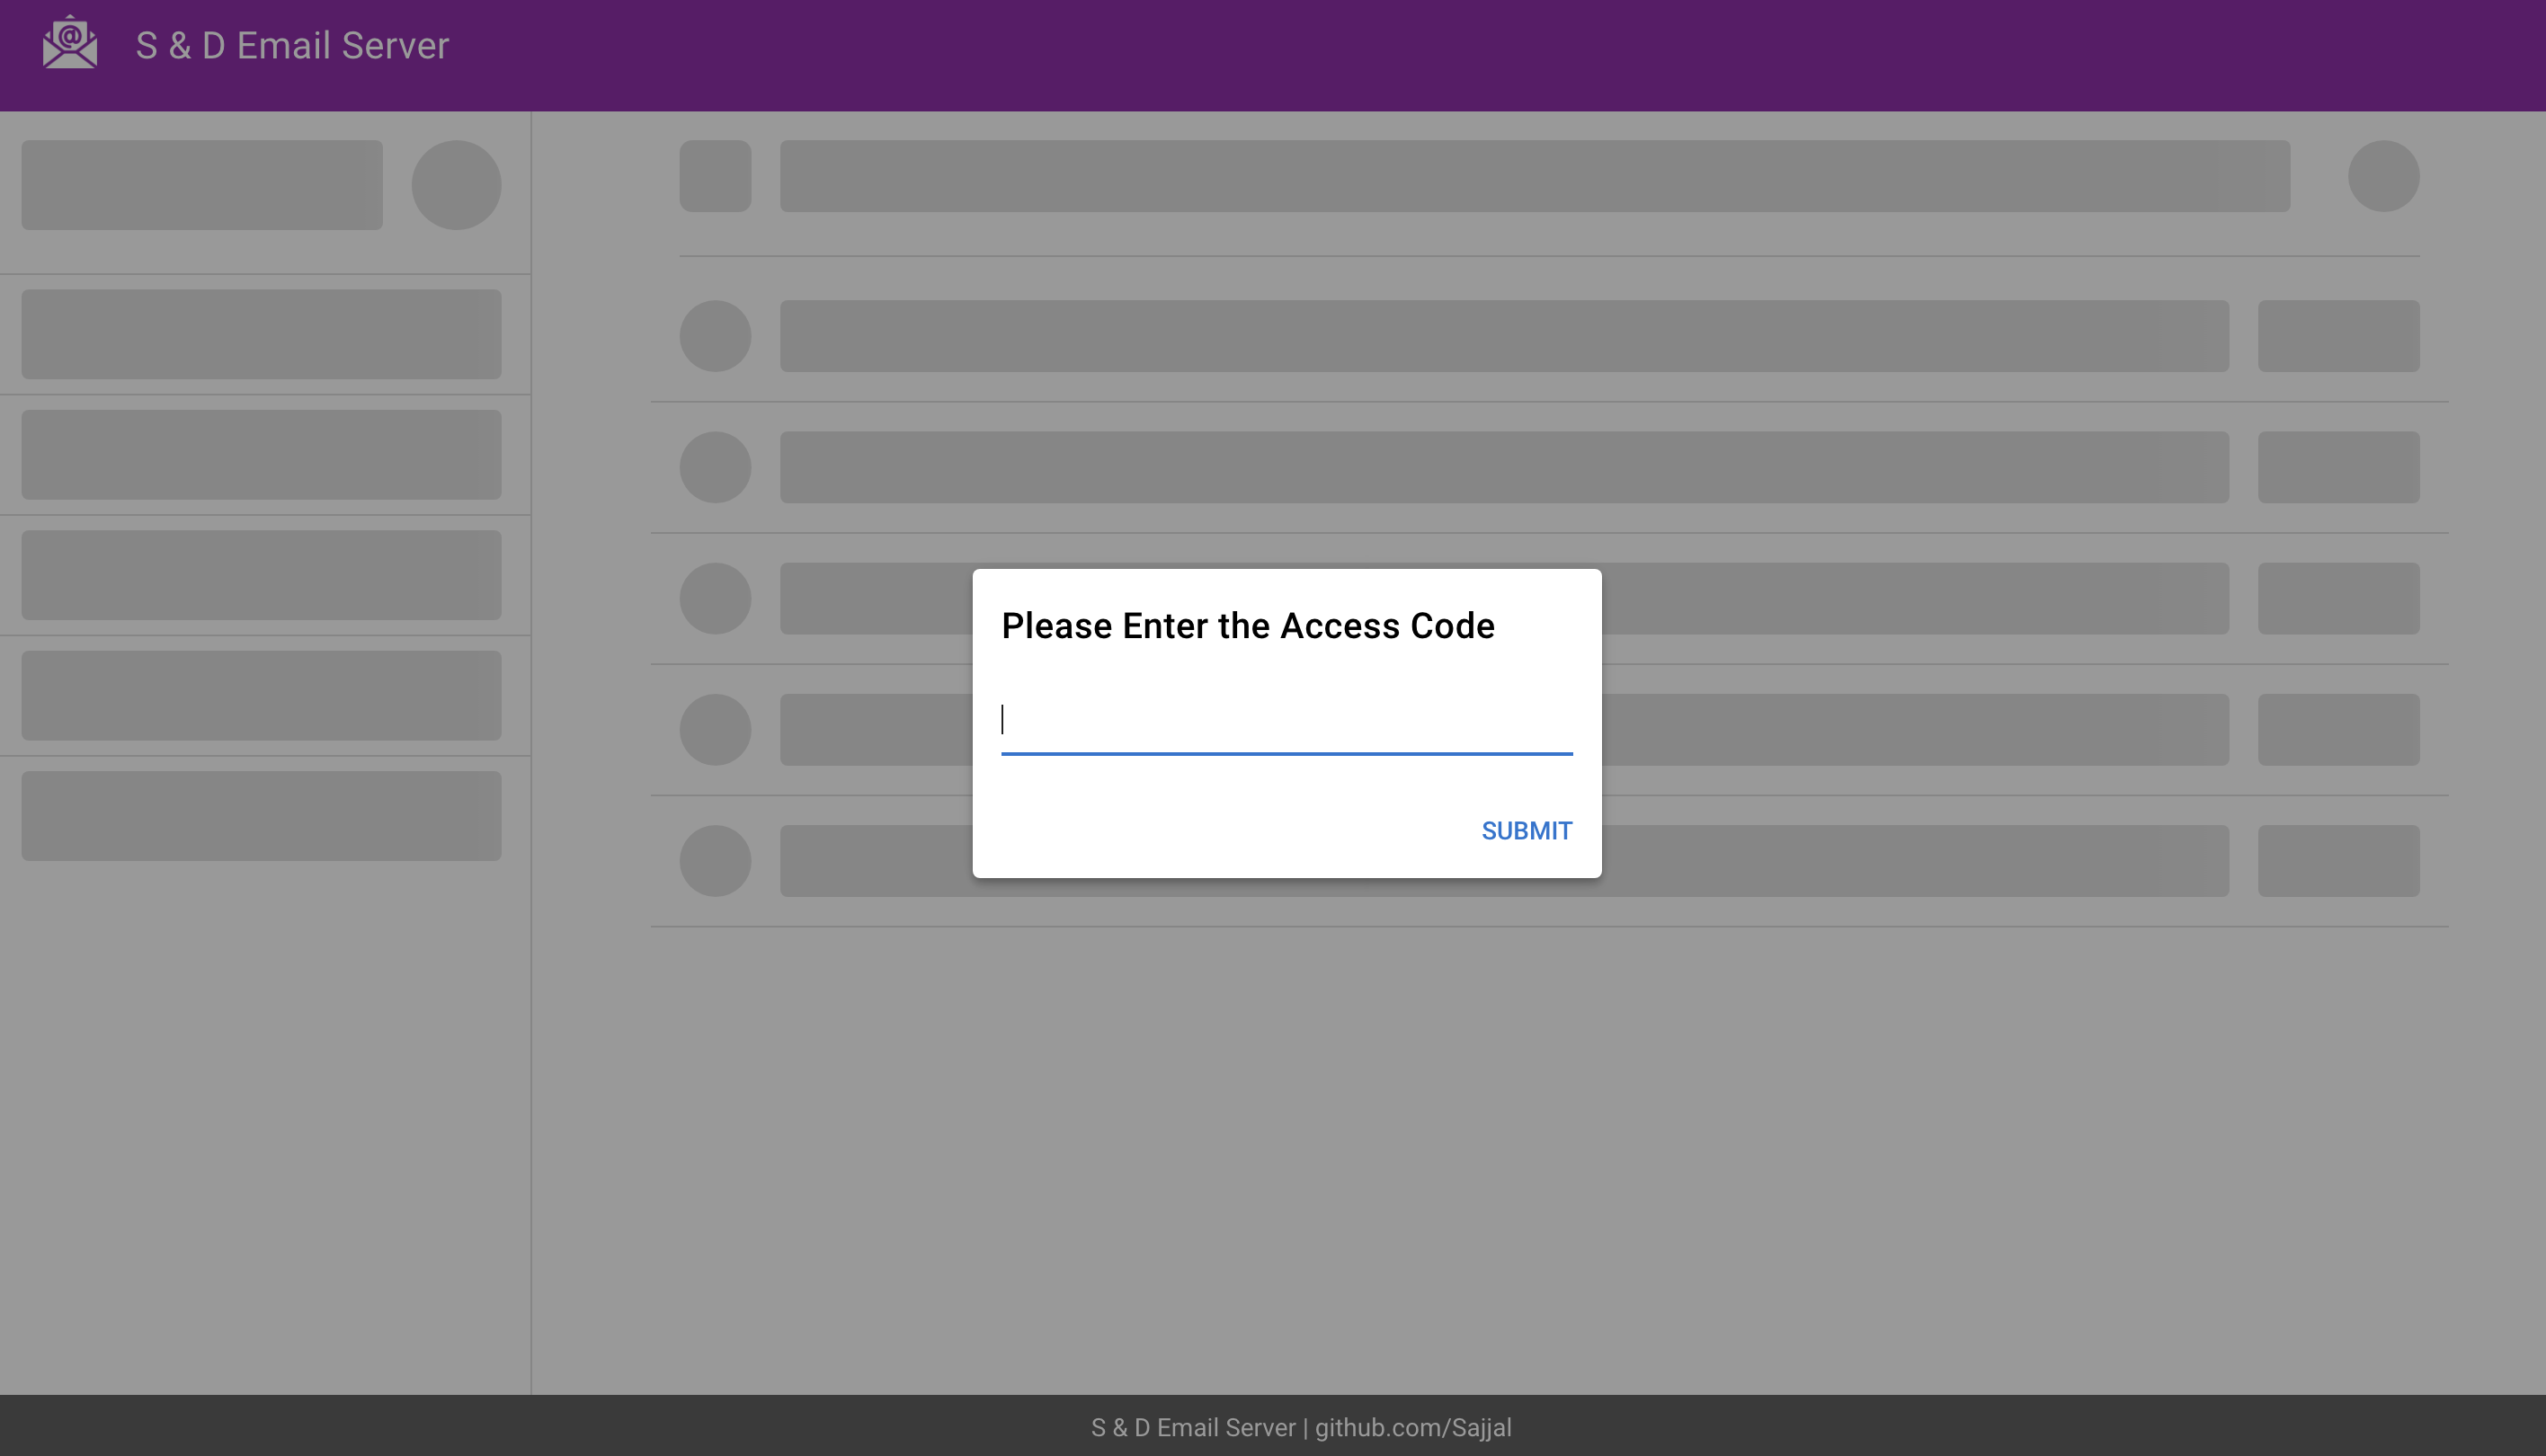 S & D Email Server
Please Enter the Access Code
SUBMIT
S & D Email Server | github.com/Sajjal